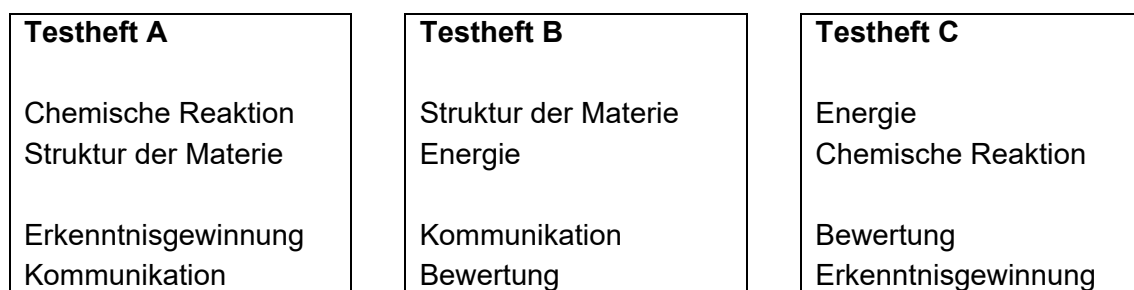 Testheft A
Chemische Reaktion
Struktur der Materie
Erkenntnisgewinnung
Kommunikation
Testheft B
Struktur der Materie
Energie
Kommunikation
Bewertung
Testheft C
Energie
Chemische Reaktion
Bewertung
Erkenntnisgewinnung